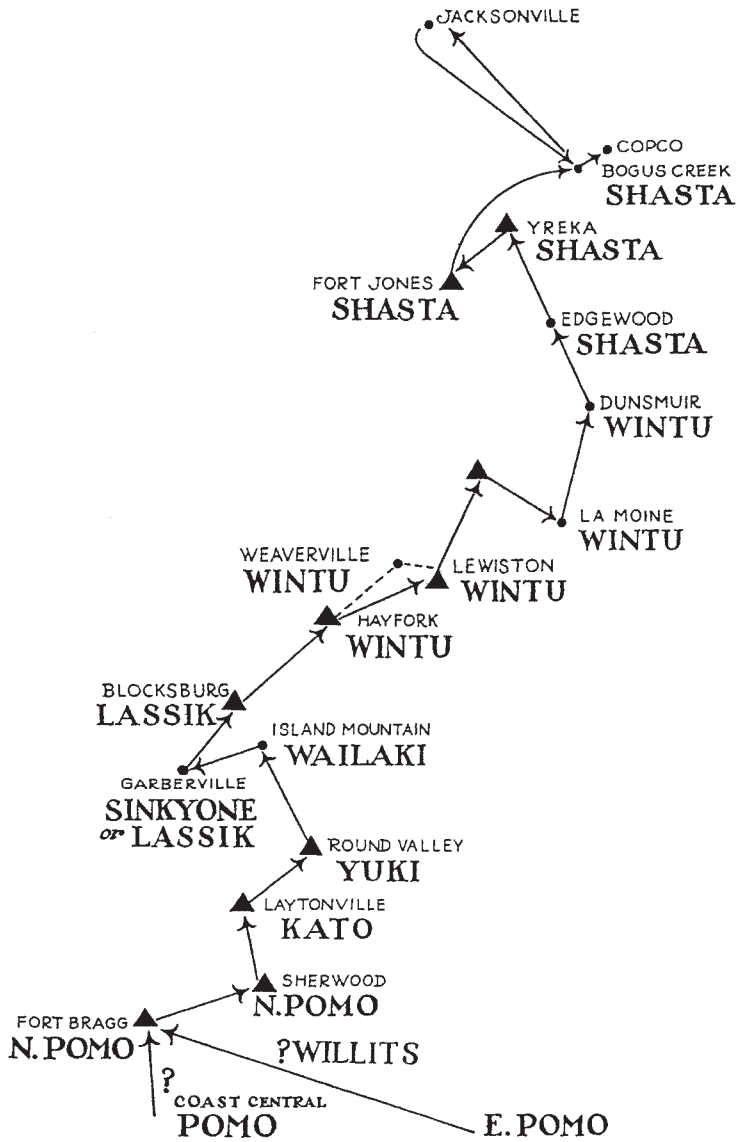 JACKSONVILLE
COPCO
BOGUS CREEK
SHASTA
YREKA
SHASTA
FORT JONES
SHASTA
EDGEWOOD
SHASTA
DUNSMUIR
WINTU
LA MOINE
WINTU
WEAVERVILLE
WINTU
LEWISTON
WINTU
HAYFORK
WINTU
BLOCKSBURG
LASSIK
ISLAND MOUNTAIN
WAILAKI
GARBERVILLE
SINKYONE
or LASSIK
ROUND VALLEY
YUKI
LAYTONVILLE
KATO
SHERWOOD
N. POMO
FORT BRAGG
N. POMO
?WILLITS
?
COAST CENTRAL
POMO
E. POMO